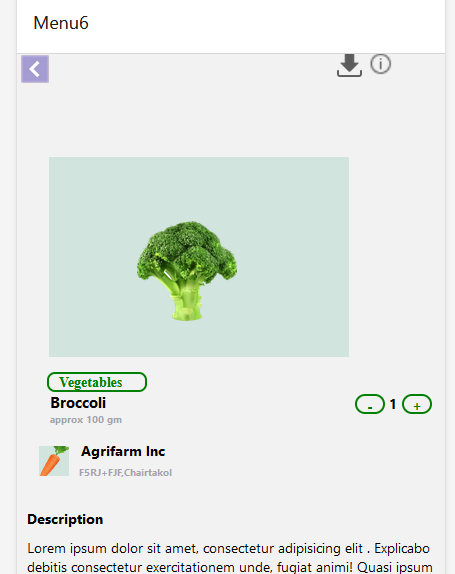 Menu6
Vegetables
Broccoli
- 1 +
approx 100 gm
Agrifarm Inc
F5RJ+FJF,Chairtakol
Description
Lorem ipsum dolor sit amet, consectetur adipisicing elit . Explicabo
debitis consectetur exercitationem unde, fugiat animi! Quasi ipsum